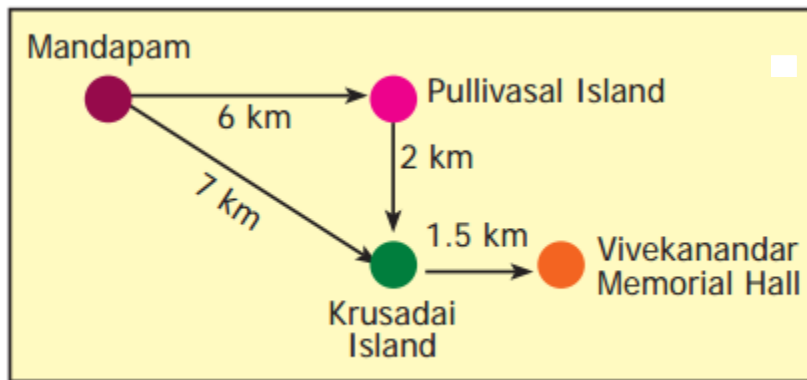 Mandapam
Pullivasal Island
6 km
2 km
7 km
1.5 km
Vivekanandar
Memorial Hall
Krusadai
Island